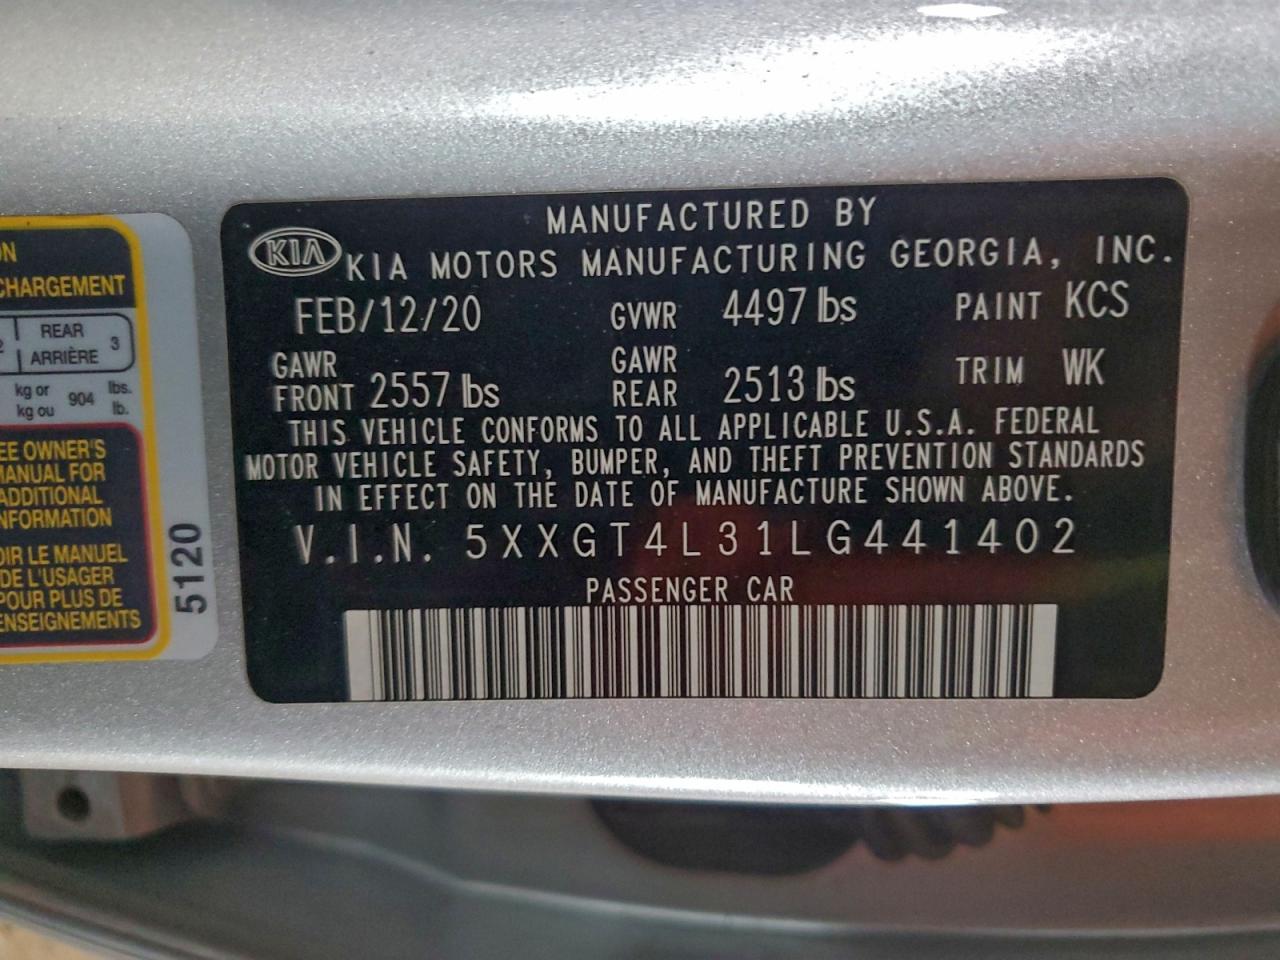 MANUFACTURED BY
KIA KIA MOTORS MANUFACTURING GEORGIA, INC.
FEB/12/20 GVWR 4497 lbs PAINT KCS
GAWR FRONT 2557 lbs GAWR REAR 2513 lbs TRIM WK
THIS VEHICLE CONFORMS TO ALL APPLICABLE U.S.A. FEDERAL
MOTOR VEHICLE SAFETY, BUMPER, AND THEFT PREVENTION STANDARDS
IN EFFECT ON THE DATE OF MANUFACTURE SHOWN ABOVE.
V.I.N. 5XXGT4L31LG441402
PASSENGER CAR
ON
CHARGEMENT
2 REAR 3
ARRIÈRE
kg or 904 lbs.
kg ou lb.
EE OWNER'S
MANUAL FOR
ADDITIONAL
NFORMATION
OIR LE MANUEL
DE L'USAGER
POUR PLUS DE
ENSEIGNEMENTS
5120